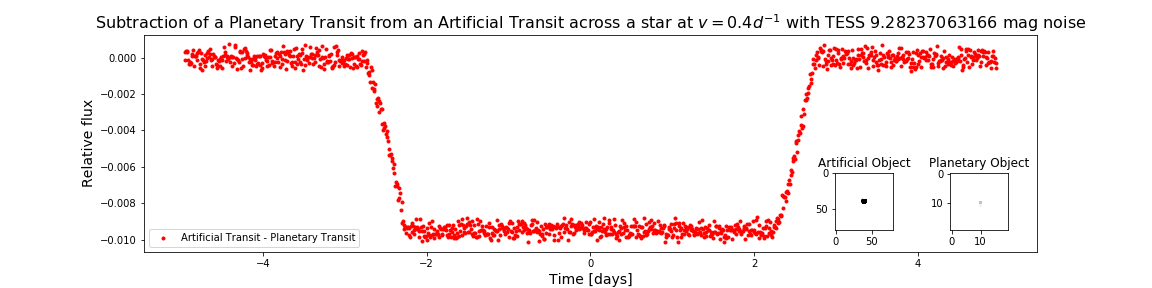 Subtraction of a Planetary Transit from an Artificial Transit across a star at v = 0.4d⁻¹ with TESS 9.28237063166 mag noise
Relative flux
0.000
−0.002
−0.004
−0.006
−0.008
−0.010
Artificial Transit - Planetary Transit
Artificial Object
0
50
0 50
Planetary Object
0
10
0 10
−4 −2 0 2 4
Time [days]